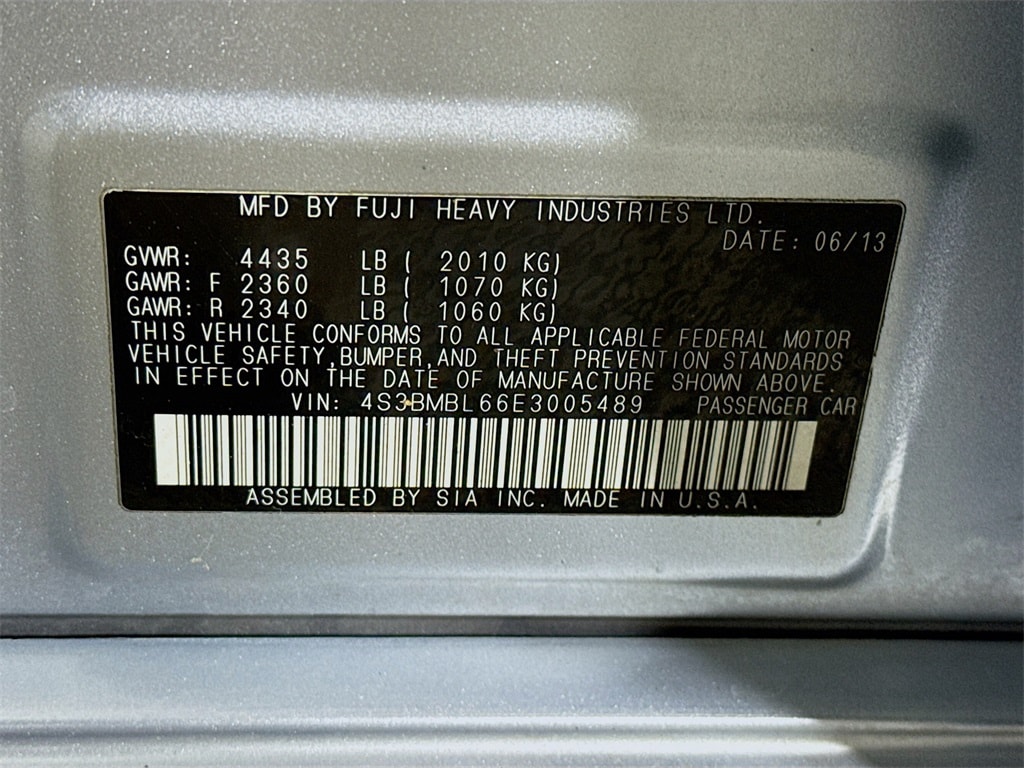 MFD BY FUJI HEAVY INDUSTRIES LTD.
DATE: 06/13
GVWR: 4435 LB ( 2010 KG)
GAWR: F 2360 LB ( 1070 KG)
GAWR: R 2340 LB ( 1060 KG)
THIS VEHICLE CONFORMS TO ALL APPLICABLE FEDERAL MOTOR
VEHICLE SAFETY,BUMPER,AND THEFT PREVENTION STANDARDS
IN EFFECT ON THE DATE OF MANUFACTURE SHOWN ABOVE.
VIN: 4S3BMBL66E3005489 PASSENGER CAR
ASSEMBLED BY SIA INC. MADE IN U.S.A.